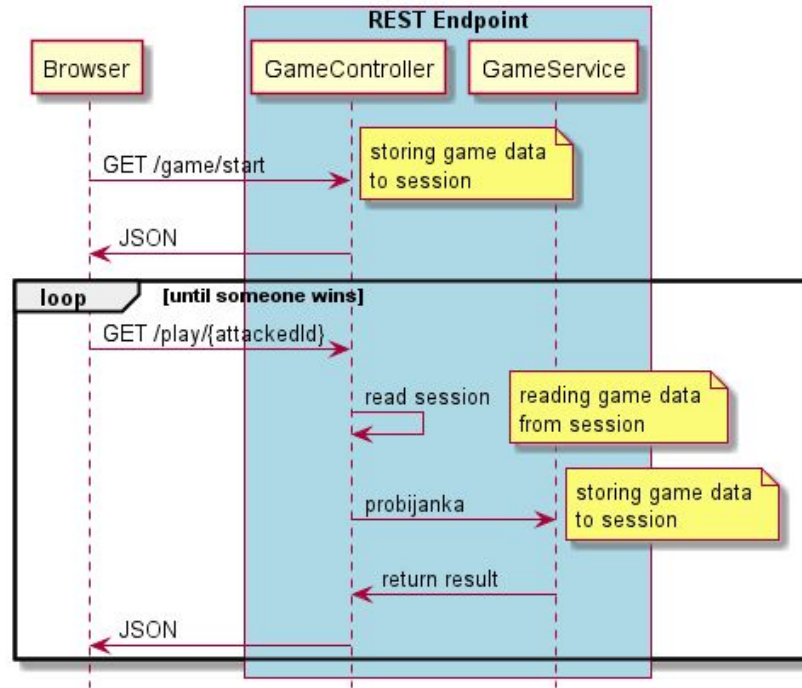 REST Endpoint
Browser
GameController
GameService
GET /game/start
storing game data
to session
JSON
loop
[until someone wins]
GET /play/{attackedId}
read session
reading game data
from session
probijanka
storing game data
to session
return result
JSON